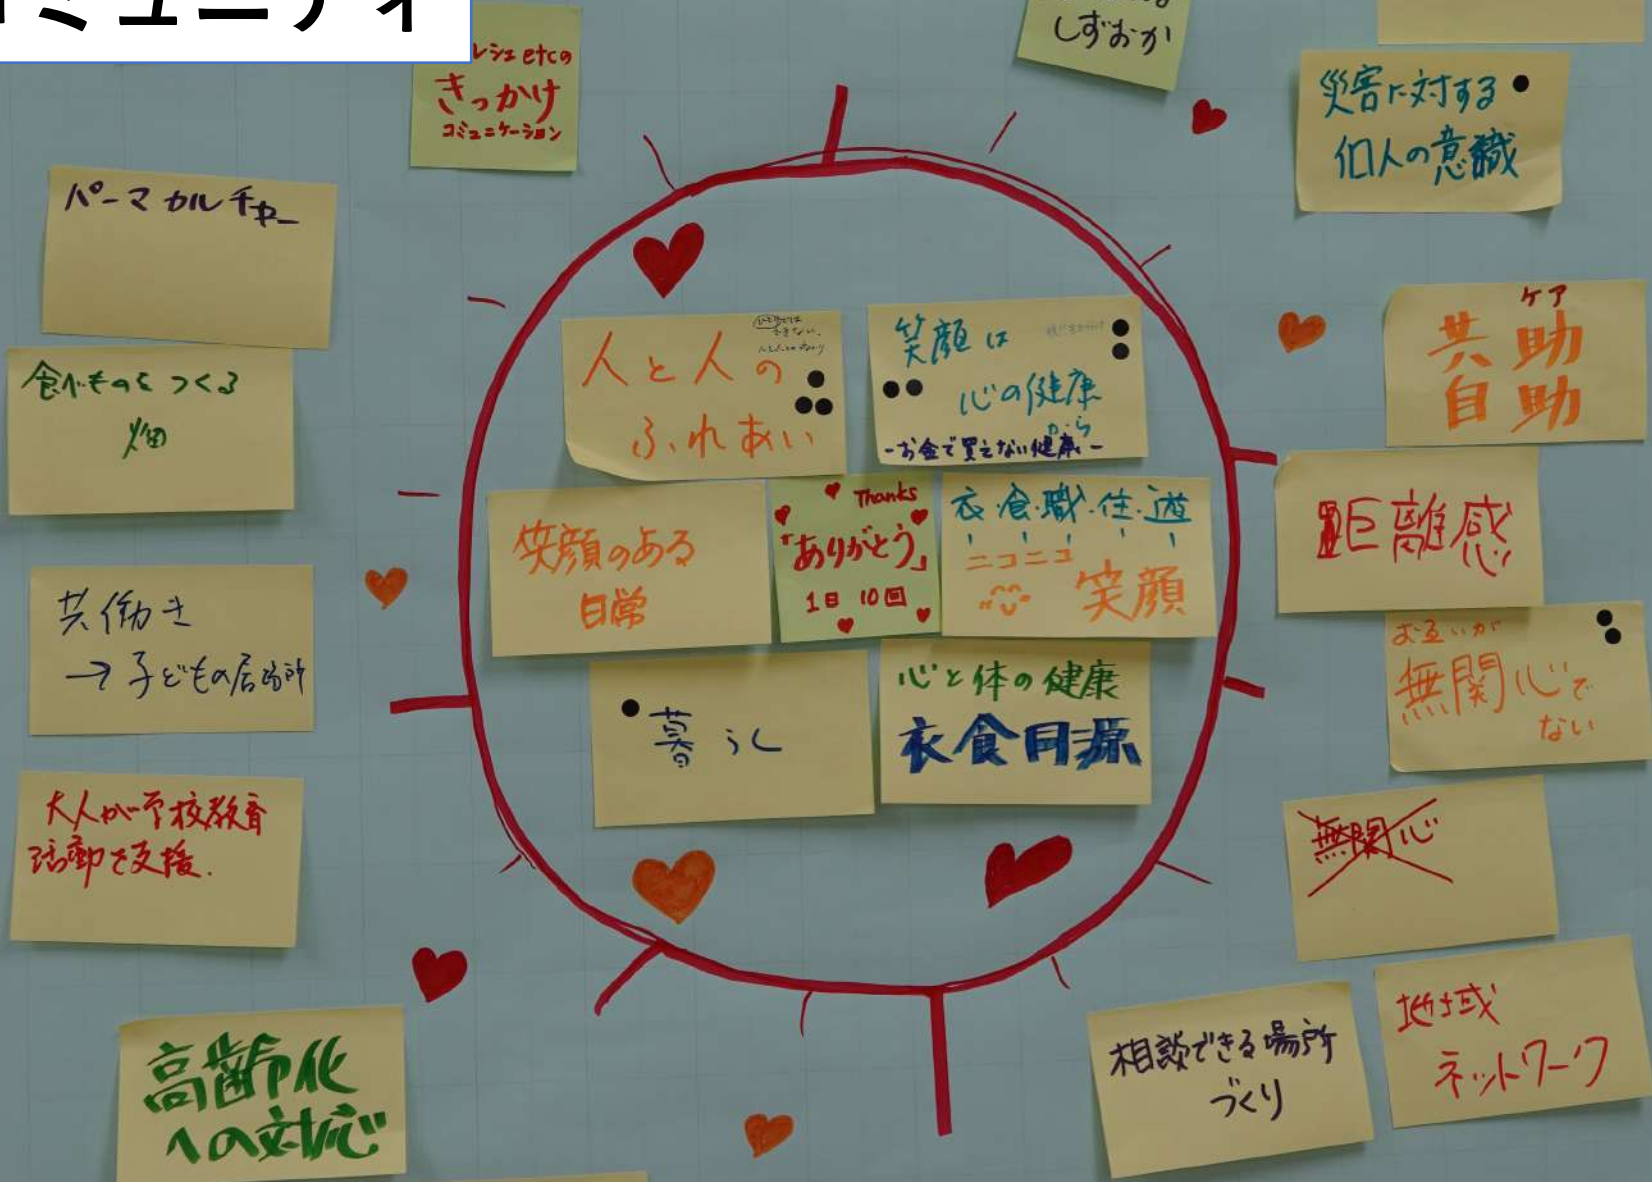 コミュニティ
シェetcの
きっかけ
コミュニケーション
しずおか
災害に対する
個人の意識
パーマカルチャー
食べものをつくる
畑
共働き
→子どもの居場所
大人が学校教育
活動を支援.
高齢化
への対応
人と人の
ふれあい
笑顔は
心の健康
から
-お金で買えない健康-
笑顔のある
日常
Thanks
「ありがとう」
1日 10回
衣・食・職・住・遊
ニコニコ
笑顔
暮らし
心と体の健康
衣食同源
ケア
共助
自助
距離感
お互いが
無関心で
ない
無関心
相談できる場所
づくり
地域
ネットワーク